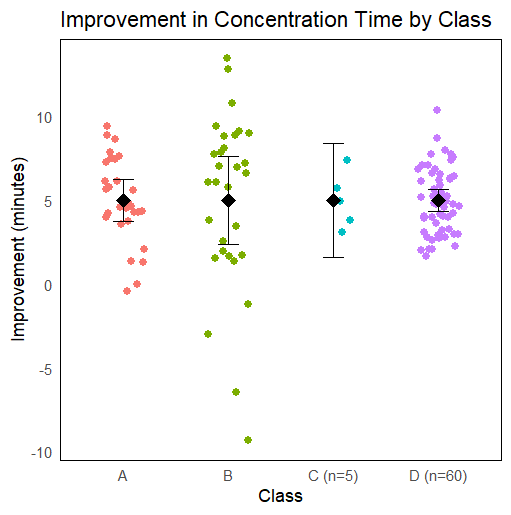 Improvement in Concentration Time by Class
Improvement (minutes)
10
5
0
-5
-10
A B C (n=5) D (n=60)
Class